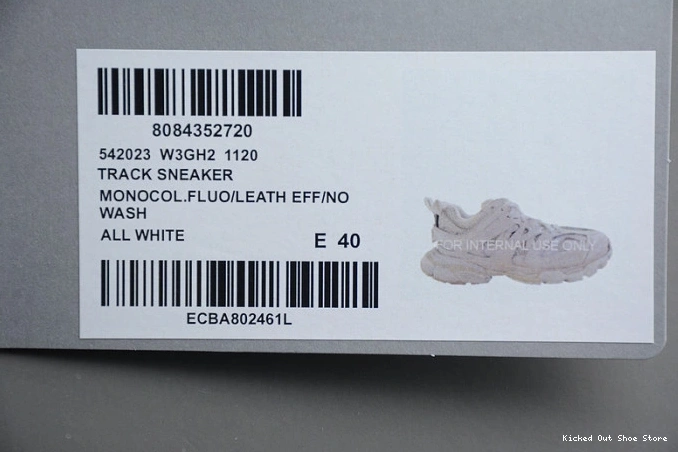 8084352720
542023 W3GH2 1120
TRACK SNEAKER
MONOCOL.FLUO/LEATH EFF/NO
WASH
ALL WHITE
E 40
ECBA802461L
FOR INTERNAL USE ONLY
Kicked Out Shoe Store